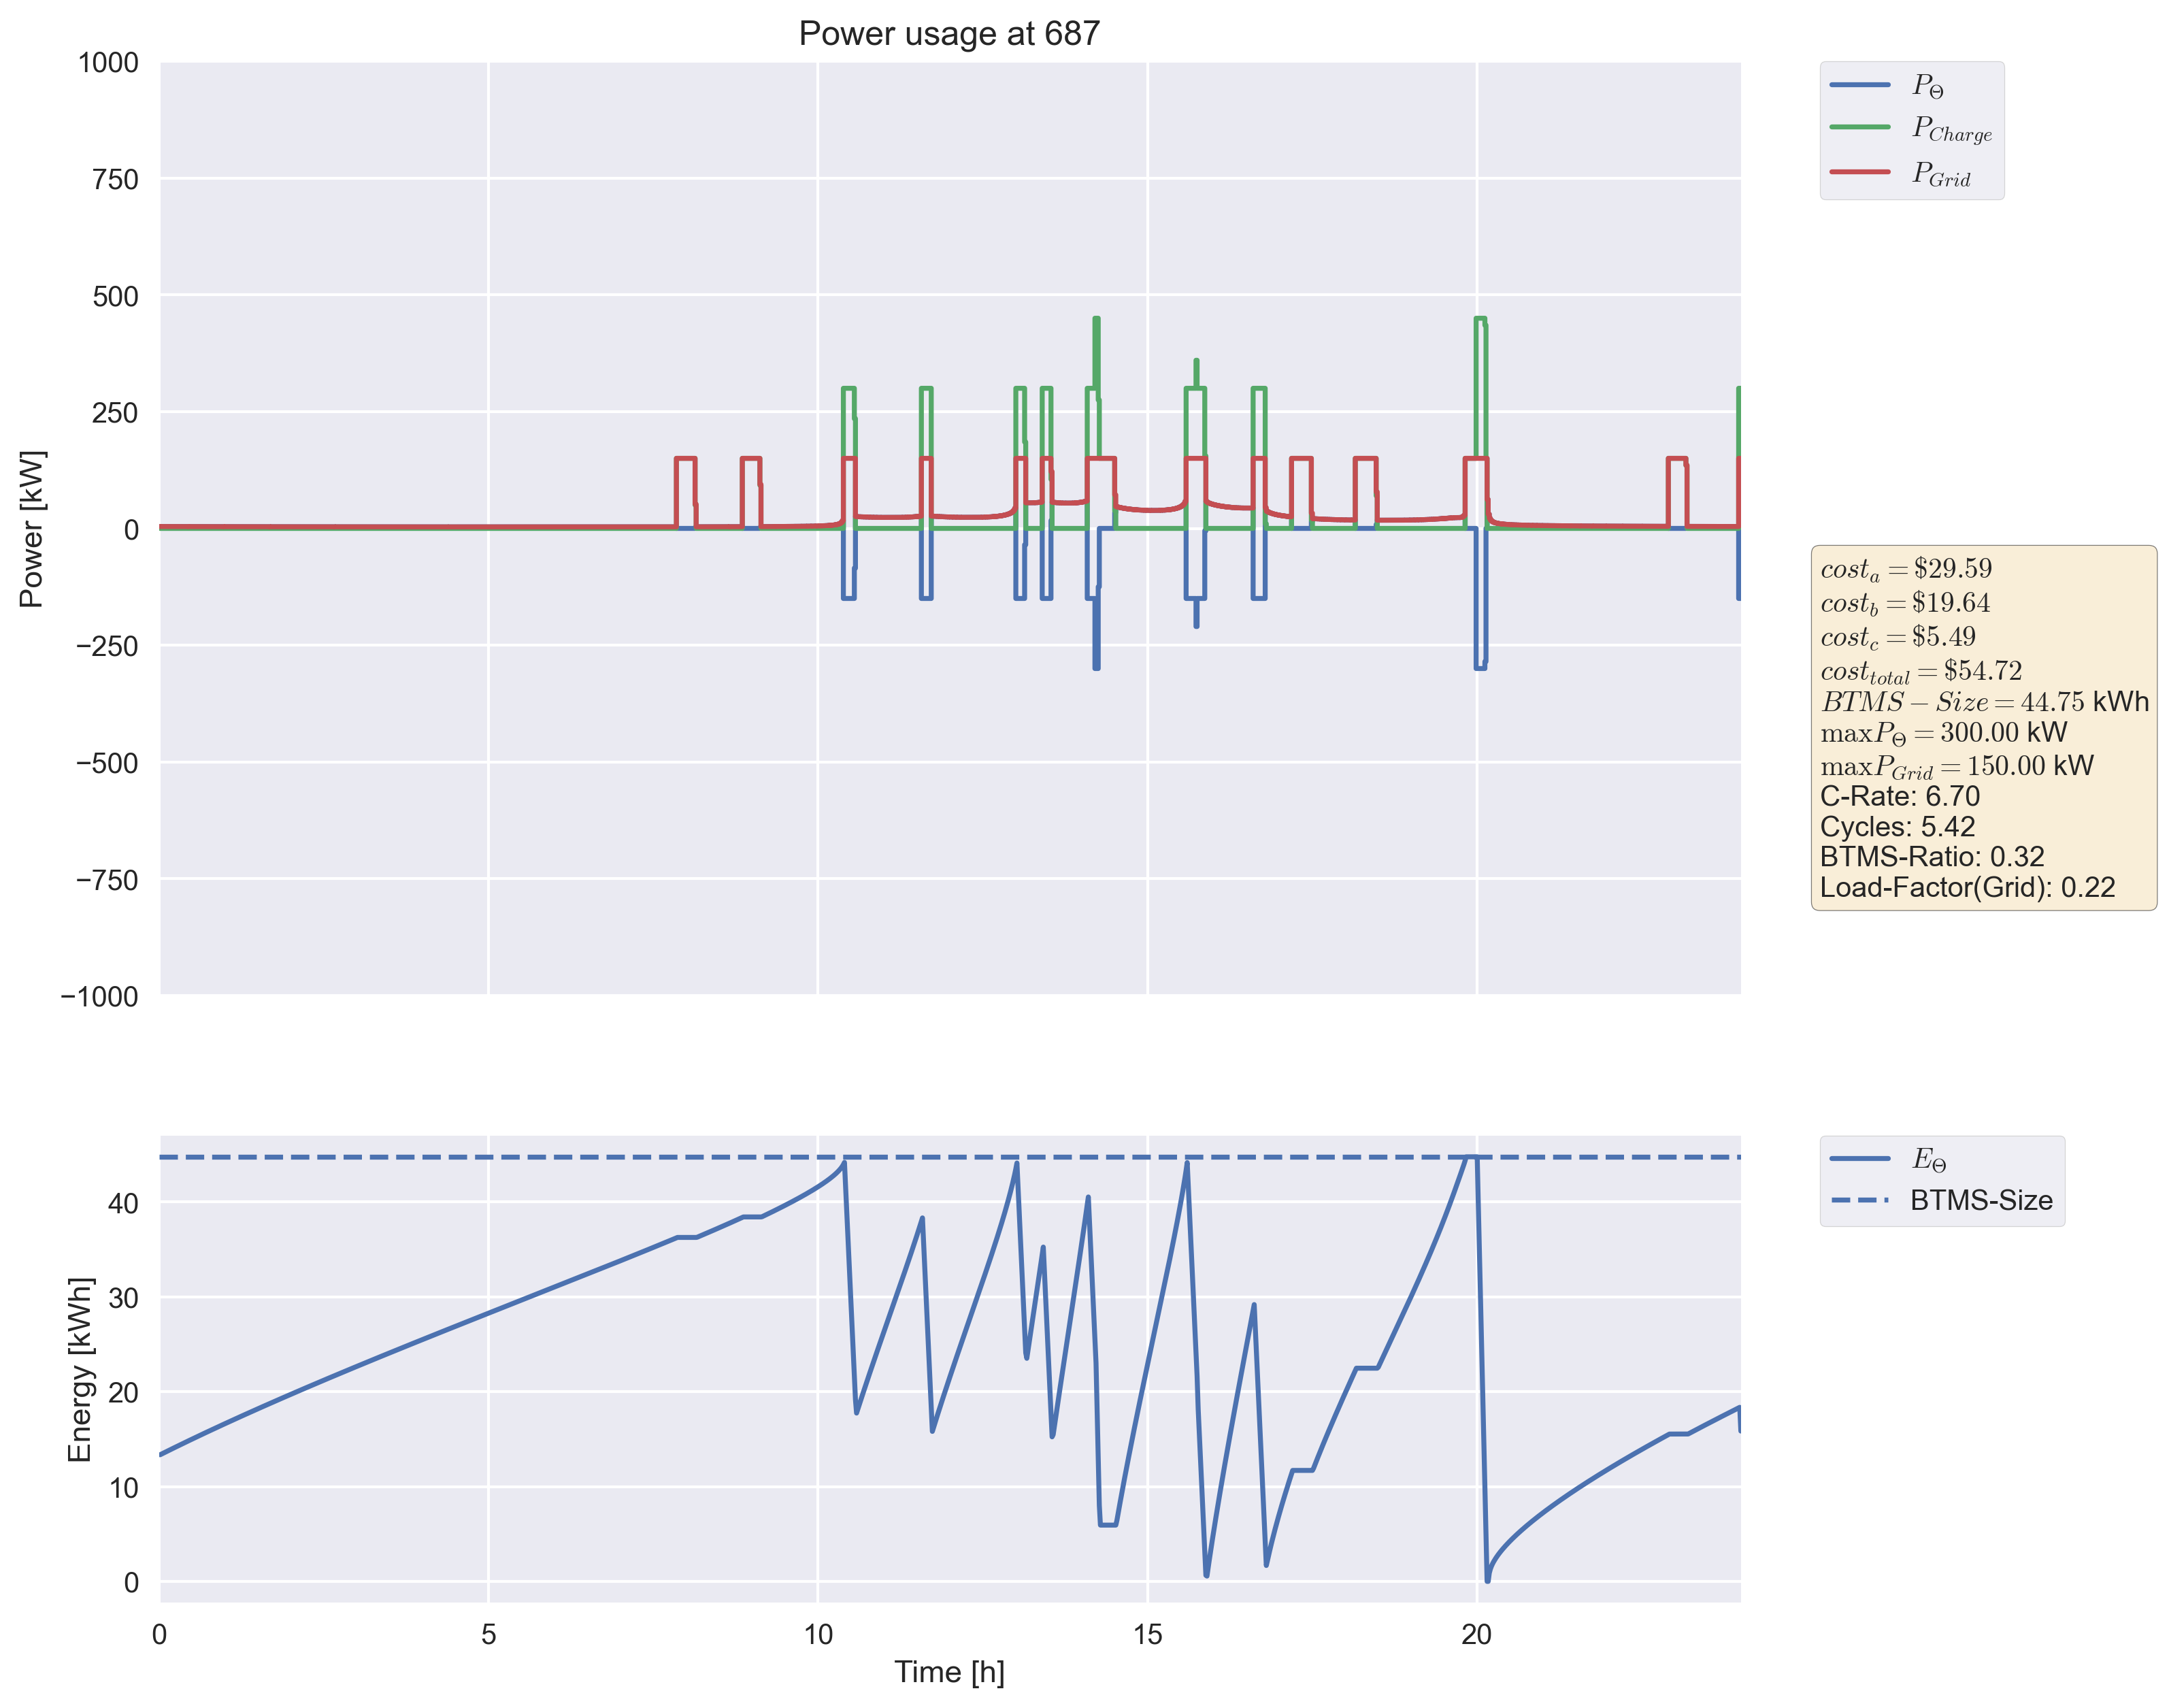 Power usage at 687
1000
750
500
250
0
−250
−500
−750
−1000
Power [kW]
P_Θ
P_Charge
P_Grid
cost_a = $29.59
cost_b = $19.64
cost_c = $5.49
cost_total = $54.72
BTMS − Size = 44.75 kWh
max P_Θ = 300.00 kW
max P_Grid = 150.00 kW
C-Rate: 6.70
Cycles: 5.42
BTMS-Ratio: 0.32
Load-Factor(Grid): 0.22
40
30
20
10
0
Energy [kWh]
E_Θ
BTMS-Size
0 5 10 15 20
Time [h]